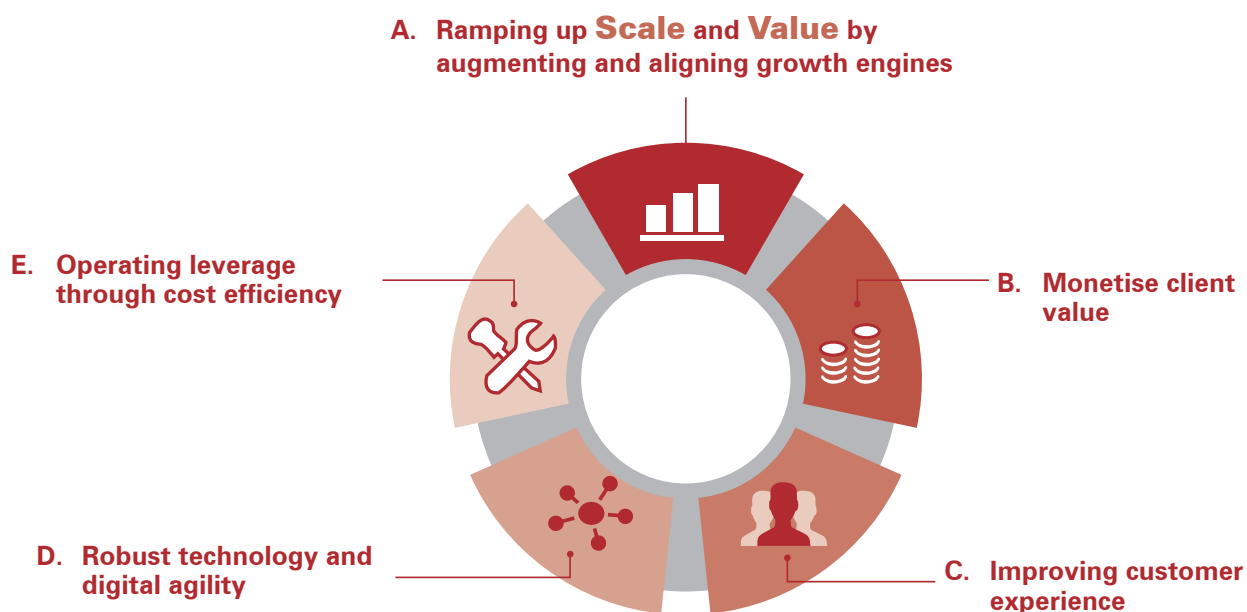 A. Ramping up Scale and Value by
augmenting and aligning growth engines
B. Monetise client
value
C. Improving customer
experience
D. Robust technology and
digital agility
E. Operating leverage
through cost efficiency